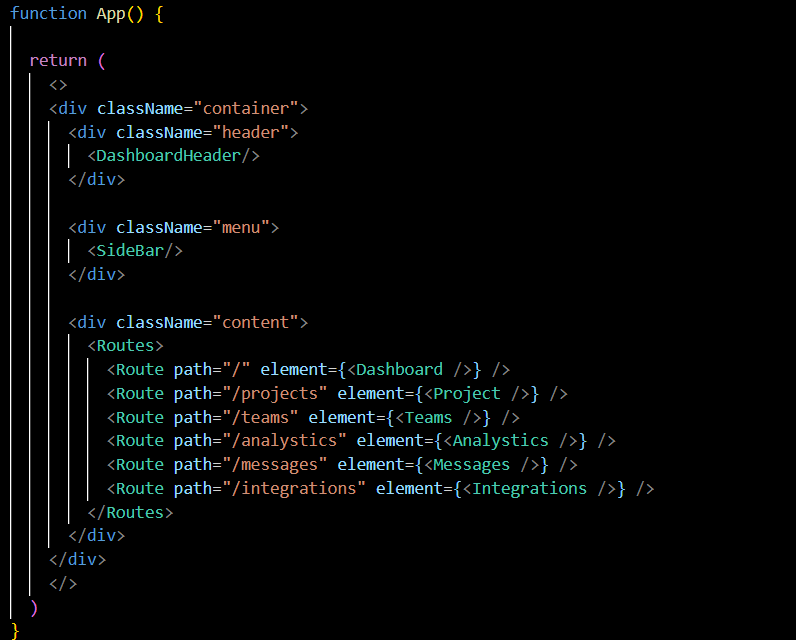 function App() {
return (
<>
<div className="container">
<div className="header">
<DashboardHeader/>
</div>
<div className="menu">
<SideBar/>
</div>
<div className="content">
<Routes>
<Route path="/" element={<Dashboard />} />
<Route path="/projects" element={<Project />} />
<Route path="/teams" element={<Teams />} />
<Route path="/analystics" element={<Analystics />} />
<Route path="/messages" element={<Messages />} />
<Route path="/integrations" element={<Integrations />} />
</Routes>
</div>
</div>
</>
)
}